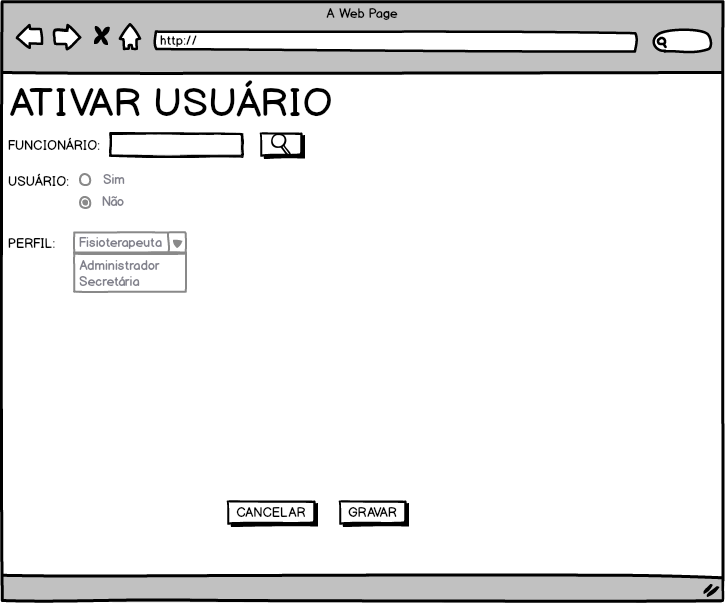 A Web Page
http://
ATIVAR USUÁRIO
FUNCIONÁRIO:
USUÁRIO: Sim
Não
PERFIL: Fisioterapeuta
Administrador
Secretária
CANCELAR GRAVAR